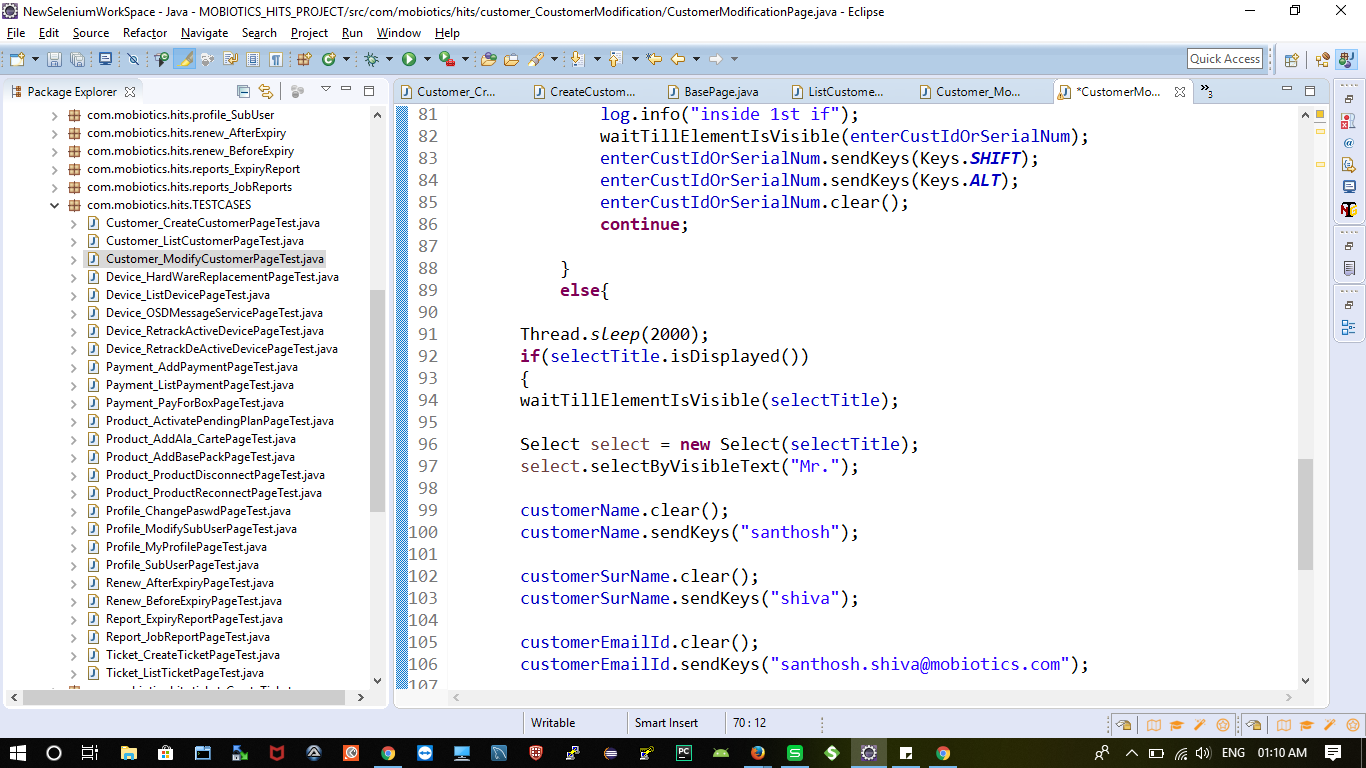 NewSeleniumWorkSpace - Java - MOBIOTICS_HITS_PROJECT/src/com/mobiotics/hits/customer_CoustomerModification/CustomerModificationPage.java - Eclipse
File Edit Source Refactor Navigate Search Project Run Window Help
Quick Access
Package Explorer
Customer_Cr...
CreateCustom...
BasePage.java
ListCustome...
Customer_Mo...
*CustomerMo...
3
com.mobiotics.hits.profile_SubUser
com.mobiotics.hits.renew_AfterExpiry
com.mobiotics.hits.renew_BeforeExpiry
com.mobiotics.hits.reports_ExpiryReport
com.mobiotics.hits.reports_JobReports
com.mobiotics.hits.TESTCASES
Customer_CreateCustomerPageTest.java
Customer_ListCustomerPageTest.java
Customer_ModifyCustomerPageTest.java
Device_HardWareReplacementPageTest.java
Device_ListDevicePageTest.java
Device_OSDMessageServicePageTest.java
Device_RetrackActiveDevicePageTest.java
Device_RetrackDeActiveDevicePageTest.java
Payment_AddPaymentPageTest.java
Payment_ListPaymentPageTest.java
Payment_PayForBoxPageTest.java
Product_ActivatePendingPlanPageTest.java
Product_AddAla_CartePageTest.java
Product_AddBasePackPageTest.java
Product_ProductDisconnectPageTest.java
Product_ProductReconnectPageTest.java
Profile_ChangePaswdPageTest.java
Profile_ModifySubUserPageTest.java
Profile_MyProfilePageTest.java
Profile_SubUserPageTest.java
Renew_AfterExpiryPageTest.java
Renew_BeforeExpiryPageTest.java
Report_ExpiryReportPageTest.java
Report_JobReportPageTest.java
Ticket_CreateTicketPageTest.java
Ticket_ListTicketPageTest.java
81 log.info("inside 1st if");
82 waitTillElementIsVisible(enterCustIdOrSerialNum);
83 enterCustIdOrSerialNum.sendKeys(Keys.SHIFT);
84 enterCustIdOrSerialNum.sendKeys(Keys.ALT);
85 enterCustIdOrSerialNum.clear();
86 continue;
87
88 }
89 else{
90
91 Thread.sleep(2000);
92 if(selectTitle.isDisplayed())
93 {
94 waitTillElementIsVisible(selectTitle);
95
96 Select select = new Select(selectTitle);
97 select.selectByVisibleText("Mr.");
98
99 customerName.clear();
100 customerName.sendKeys("santhosh");
101
102 customerSurName.clear();
103 customerSurName.sendKeys("shiva");
104
105 customerEmailId.clear();
106 customerEmailId.sendKeys("santhosh.shiva@mobiotics.com");
107
Writable Smart Insert 70 : 12
ENG 01:10 AM